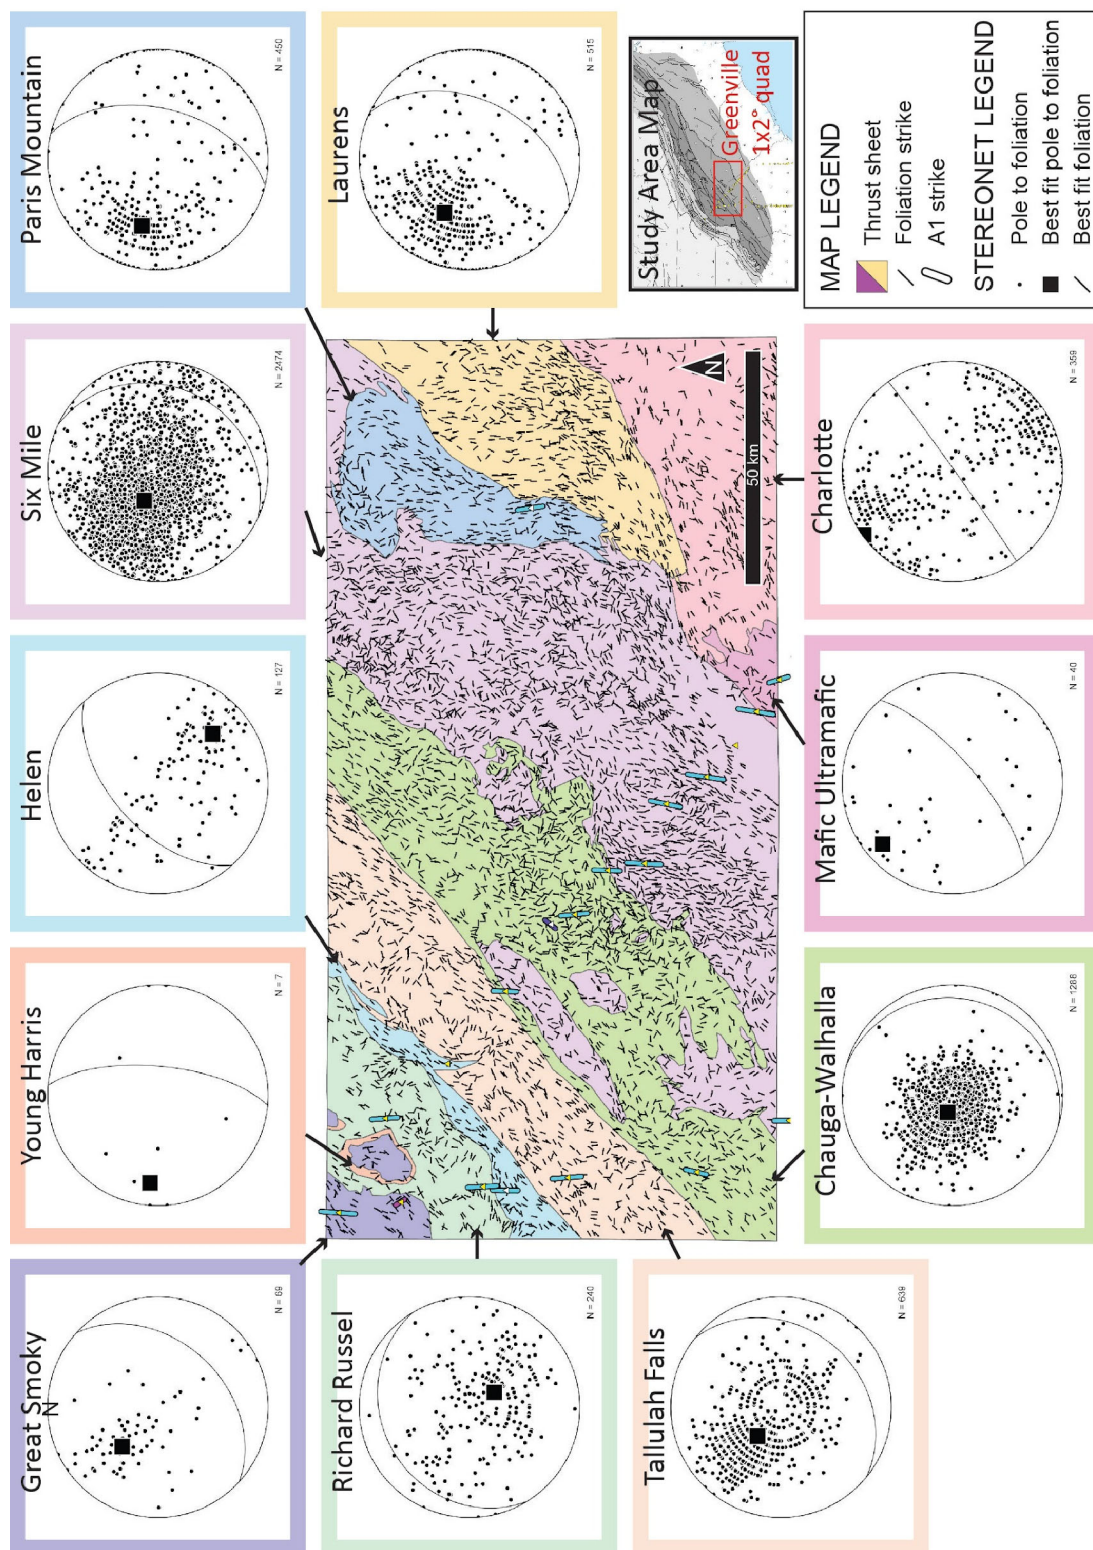 Great Smoky
N
N = 69
Young Harris
N = 7
Helen
N = 127
Six Mile
N = 2474
Paris Mountain
N = 450
Richard Russel
N = 240
Laurens
N = 515
Tallulah Falls
N = 639
N
50 km
Study Area Map
Greenville
1x2° quad
Chauga-Walhalla
N = 1288
Mafic Ultramafic
N = 40
Charlotte
N = 359
MAP LEGEND
Thrust sheet
Foliation strike
A1 strike
STEREONET LEGEND
Pole to foliation
Best fit pole to foliation
Best fit foliation